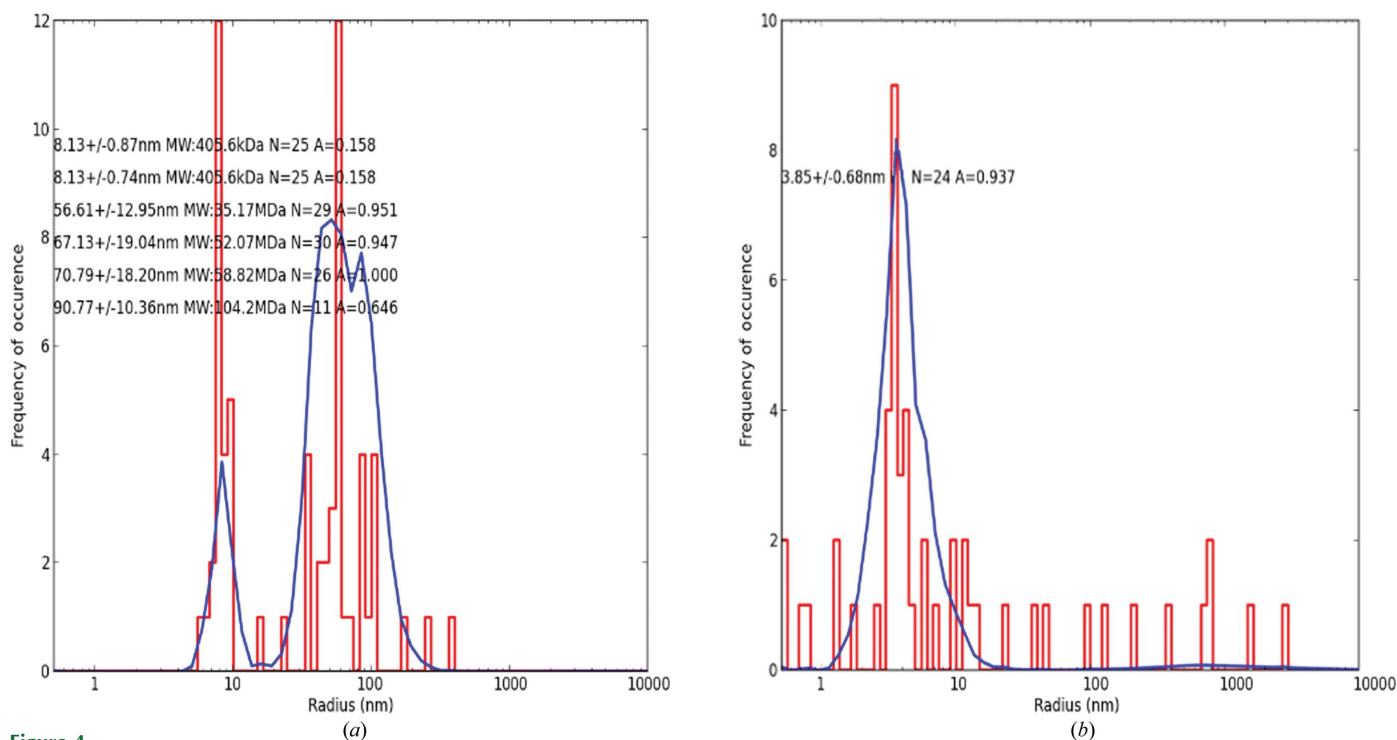 12
10
8
6
4
2
0
Frequency of occurence
8.13+/-0.87nm MW:405.6kDa N=25 A=0.158
8.13+/-0.74nm MW:405.6kDa N=25 A=0.158
56.61+/-12.95nm MW:35.17MDa N=29 A=0.951
67.13+/-19.04nm MW:52.07MDa N=30 A=0.947
70.79+/-18.20nm MW:58.82MDa N=26 A=1.000
90.77+/-10.36nm MW:104.2MDa N=11 A=0.646
1 10 100 1000 10000
Radius (nm)
(a)
10
8
6
4
2
0
Frequency of occurence
3.85+/-0.68nm N=24 A=0.937
1 10 100 1000 10000
Radius (nm)
(b)
Figure 4